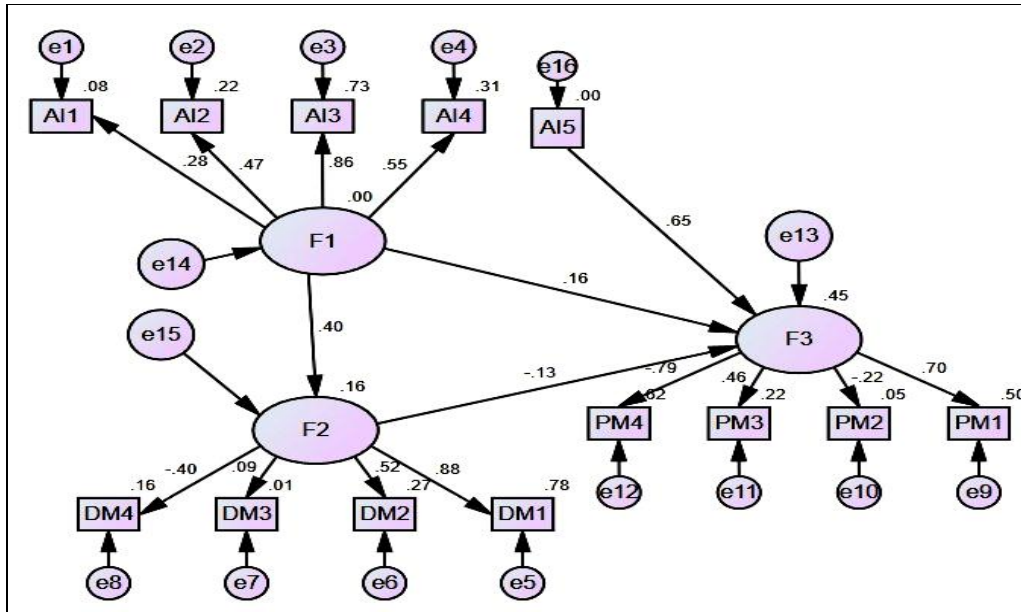 e1 e2 e3 e4 e16
.08 .22 .73 .31 .00
AI1 AI2 AI3 AI4 AI5
.28 .47 .86 .55
.00 .65
F1 e13
e14 .16 .45
e15 .40 F3
.16 -.13 -.79 .46 -.22 .70
.62 .22 .05 .50
F2 PM4 PM3 PM2 PM1
-.40 .09 .52 .88
.16 .01 .27 .78
e12 e11 e10 e9
DM4 DM3 DM2 DM1
e8 e7 e6 e5